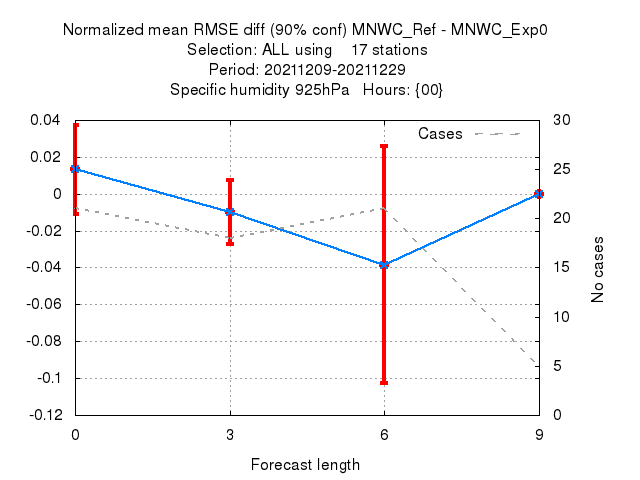 Normalized mean RMSE diff (90% conf) MNWC_Ref - MNWC_Exp0
Selection: ALL using 17 stations
Period: 20211209-20211229
Specific humidity 925hPa Hours: {00}
Cases
0.04
0.02
0
-0.02
-0.04
-0.06
-0.08
-0.1
-0.12
30
25
20
15
10
5
0
No cases
0 3 6 9
Forecast length